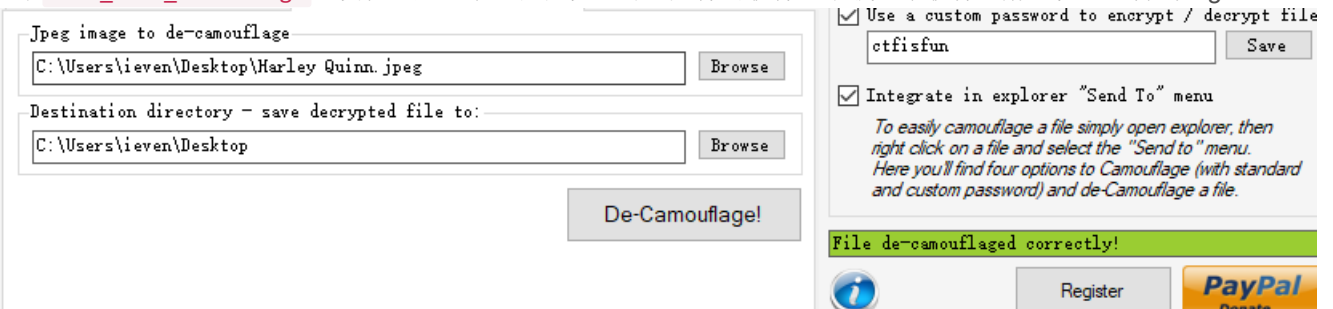 Jpeg image to de-camouflage
C:\Users\ieven\Desktop\Harley Quinn.jpeg
Browse
Destination directory - save decrypted file to:
C:\Users\ieven\Desktop
Browse
De-Camouflage!
Use a custom password to encrypt / decrypt file
ctfisfun
Save
Integrate in explorer "Send To" menu
To easily camouflage a file simply open explorer, then
right click on a file and select the "Send to" menu.
Here you'll find four options to Camouflage (with standard
and custom password) and de-Camouflage a file.
File de-camouflaged correctly!
Register
PayPal
Donate